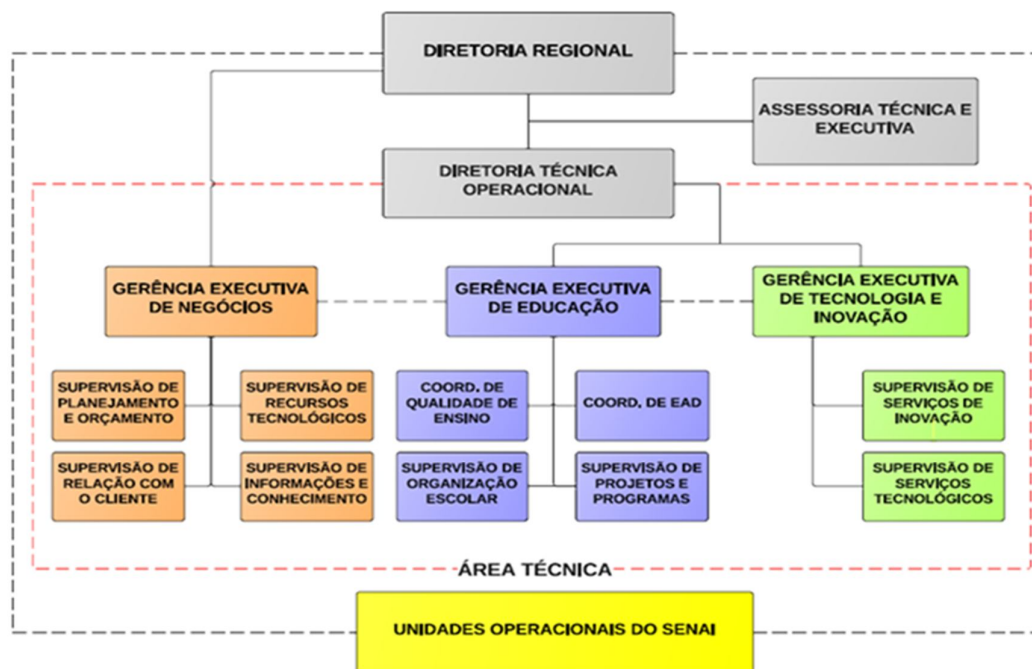 DIRETORIA REGIONAL
ASSESSORIA TÉCNICA E
EXECUTIVA
DIRETORIA TÉCNICA
OPERACIONAL
GERÊNCIA EXECUTIVA
DE NEGÓCIOS
GERÊNCIA EXECUTIVA
DE EDUCAÇÃO
GERÊNCIA EXECUTIVA
DE TECNOLOGIA E
INOVAÇÃO
SUPERVISÃO DE
PLANEJAMENTO
E ORÇAMENTO
SUPERVISÃO DE
RECURSOS
TECNOLÓGICOS
COORD. DE
QUALIDADE DE
ENSINO
COORD. DE EAD
SUPERVISÃO DE
SERVIÇOS DE
INOVAÇÃO
SUPERVISÃO DE
RELAÇÃO COM
O CLIENTE
SUPERVISÃO DE
INFORMAÇÕES E
CONHECIMENTO
SUPERVISÃO DE
ORGANIZAÇÃO
ESCOLAR
SUPERVISÃO DE
PROJETOS E
PROGRAMAS
SUPERVISÃO DE
SERVIÇOS
TECNOLÓGICOS
ÁREA TÉCNICA
UNIDADES OPERACIONAIS DO SENAI